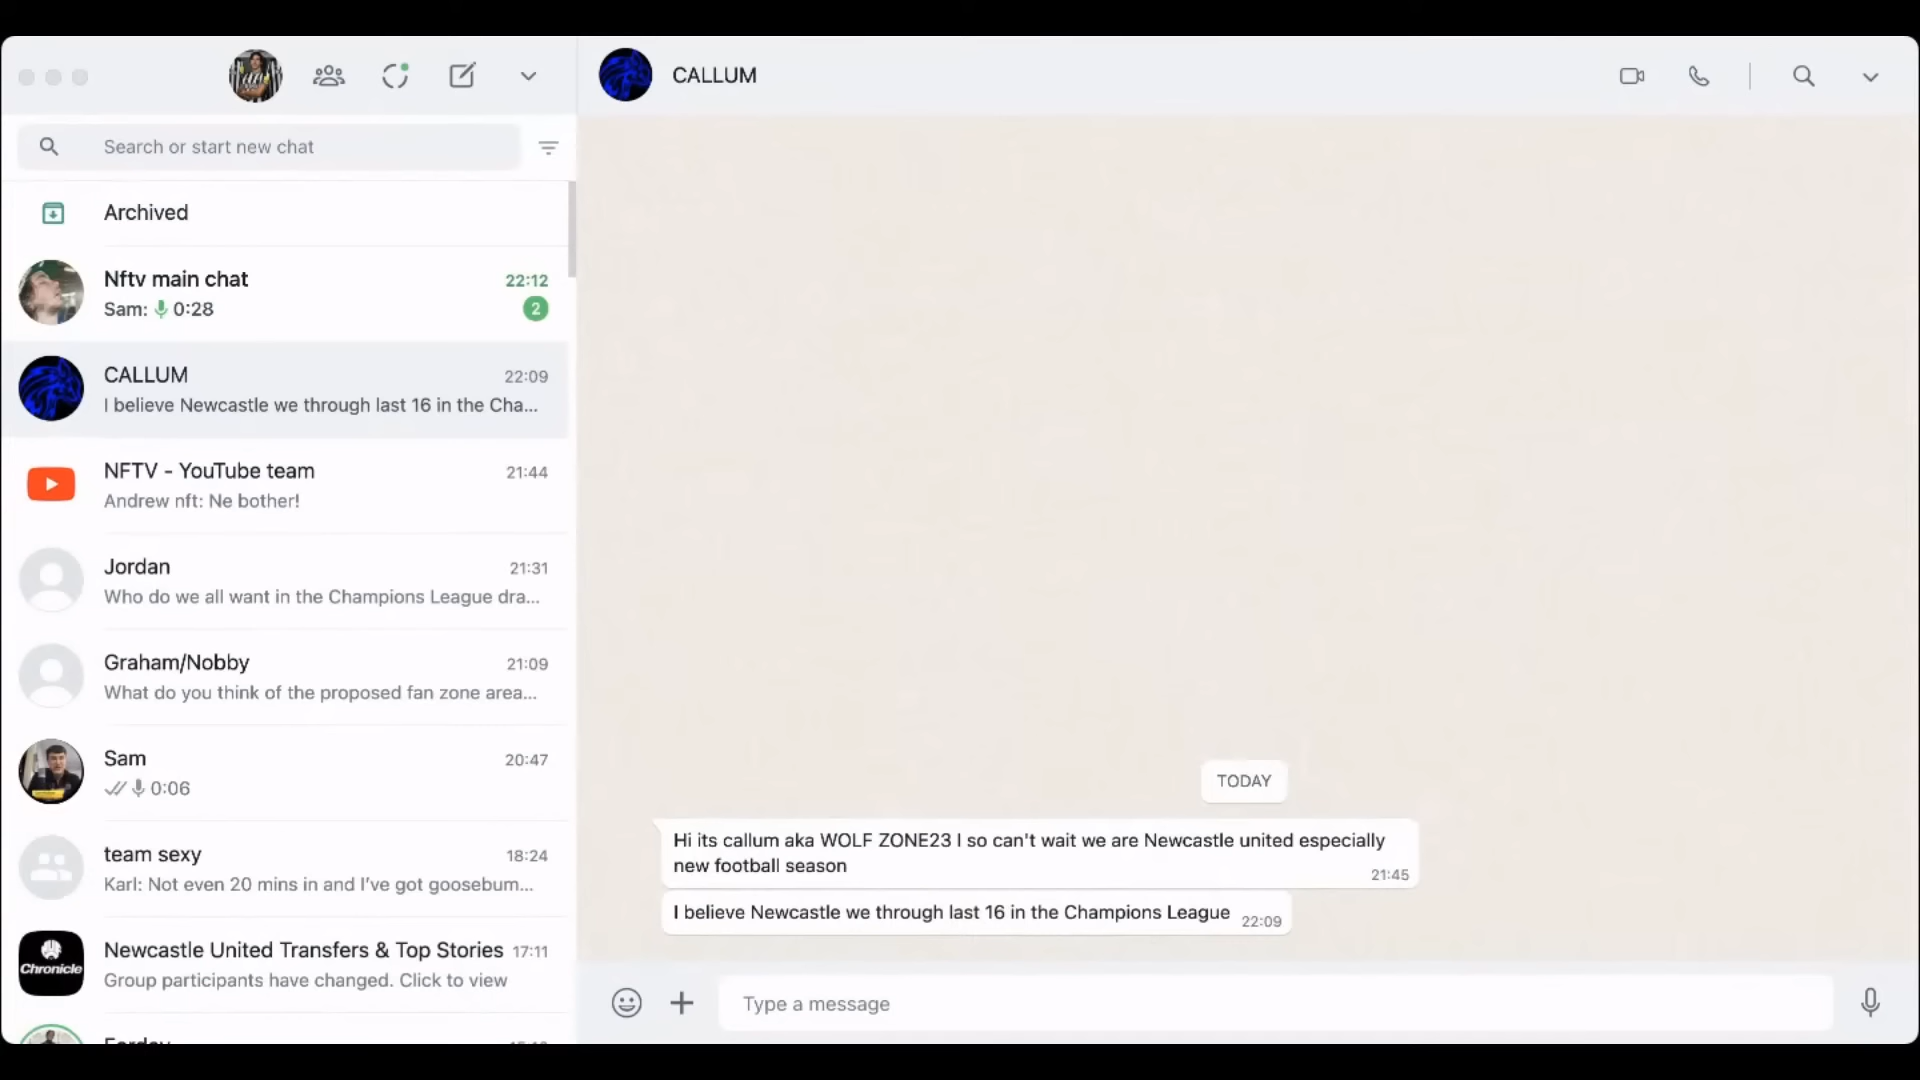 CALLUM
Search or start new chat
Archived
Nftv main chat 22:12
Sam: 0:28 2
CALLUM 22:09
I believe Newcastle we through last 16 in the Cha...
NFTV - YouTube team 21:44
Andrew nft: Ne bother!
Jordan 21:31
Who do we all want in the Champions League dra...
Graham/Nobby 21:09
What do you think of the proposed fan zone area...
Sam 20:47
0:06
team sexy 18:24
Karl: Not even 20 mins in and I've got goosebum...
Chronicle
Newcastle United Transfers & Top Stories 17:11
Group participants have changed. Click to view
TODAY
Hi its callum aka WOLF ZONE23 I so can't wait we are Newcastle united especially
new football season
21:45
I believe Newcastle we through last 16 in the Champions League 22:09
Type a message